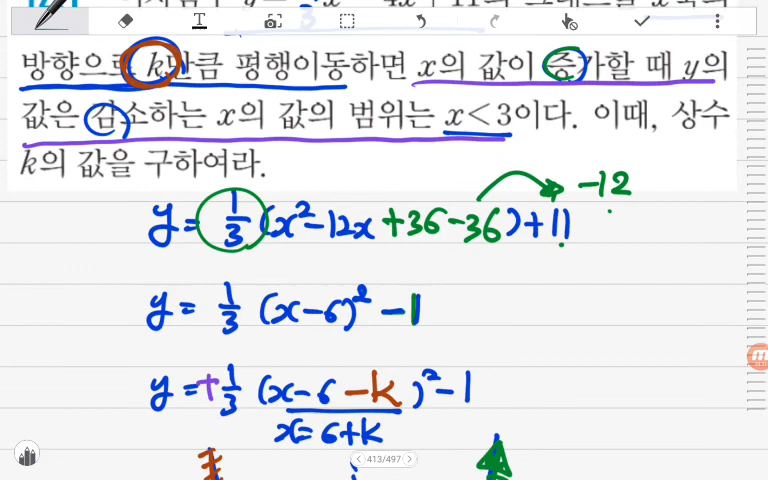 방향으로 k만큼 평행이동하면 x의 값이 증가할 때 y의
값은 감소하는 x의 값의 범위는 x<3이다. 이때, 상수
k의 값을 구하여라.
-12
y = 1/3 (x²-12x +36-36)+11
y = 1/3 (x-6)² -1
y = +1/3 (x-6 -k)² -1
x=6+k
413/497